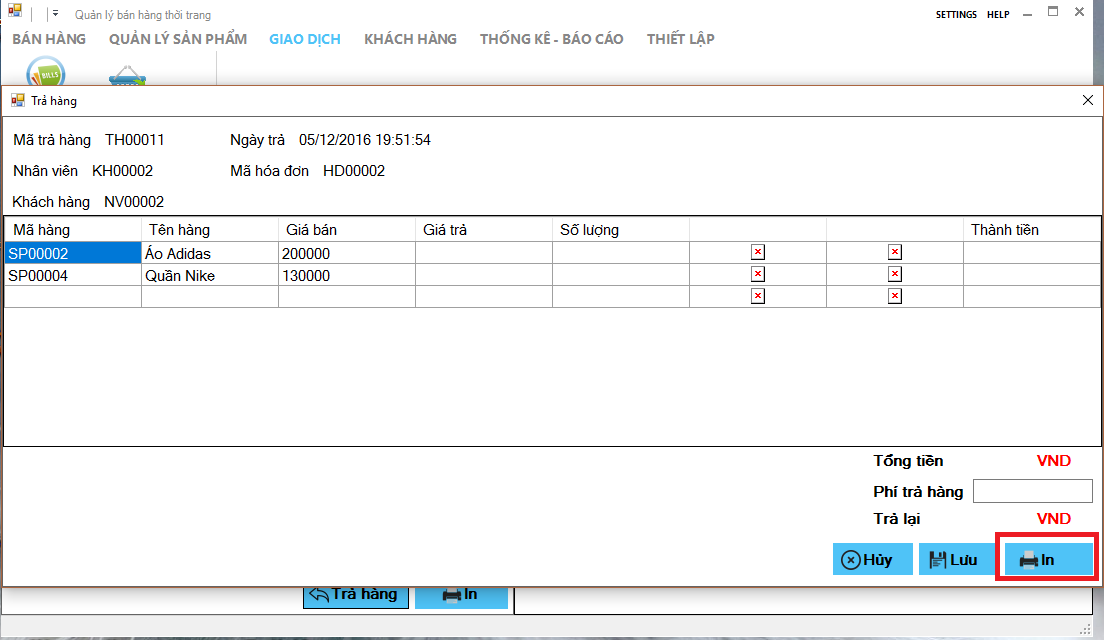 Quản lý bán hàng thời trang
SETTINGS HELP
BÁN HÀNG QUẢN LÝ SẢN PHẨM GIAO DỊCH KHÁCH HÀNG THỐNG KÊ - BÁO CÁO THIẾT LẬP
BILLS
Trả hàng
Mã trả hàng TH00011 Ngày trả 05/12/2016 19:51:54
Nhân viên KH00002 Mã hóa đơn HD00002
Khách hàng NV00002
Mã hàng Tên hàng Giá bán Giá trả Số lượng Thành tiền
SP00002 Áo Adidas 200000
SP00004 Quần Nike 130000
Tổng tiền VND
Phí trả hàng
Trả lại VND
Hủy Lưu In
Trả hàng In